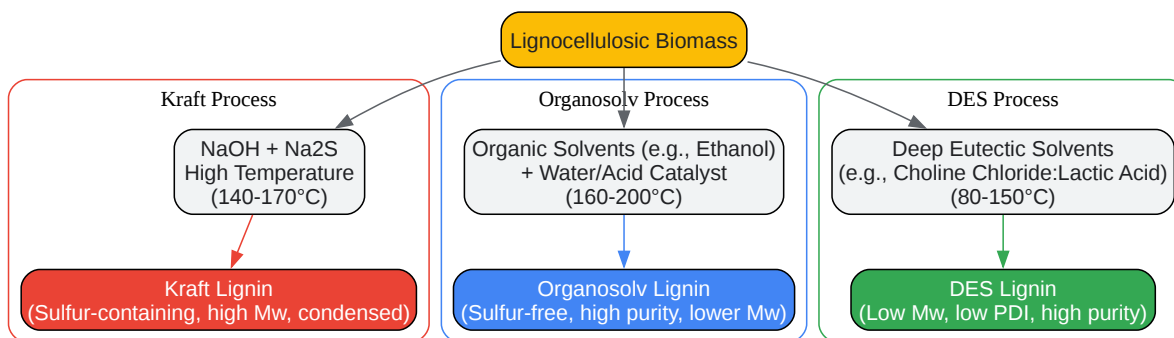 Lignocellulosic Biomass
Kraft Process
Organosolv Process
DES Process
NaOH + Na2S
High Temperature
(140-170°C)
Organic Solvents (e.g., Ethanol)
+ Water/Acid Catalyst
(160-200°C)
Deep Eutectic Solvents
(e.g., Choline Chloride:Lactic Acid)
(80-150°C)
Kraft Lignin
(Sulfur-containing, high Mw, condensed)
Organosolv Lignin
(Sulfur-free, high purity, lower Mw)
DES Lignin
(Low Mw, low PDI, high purity)